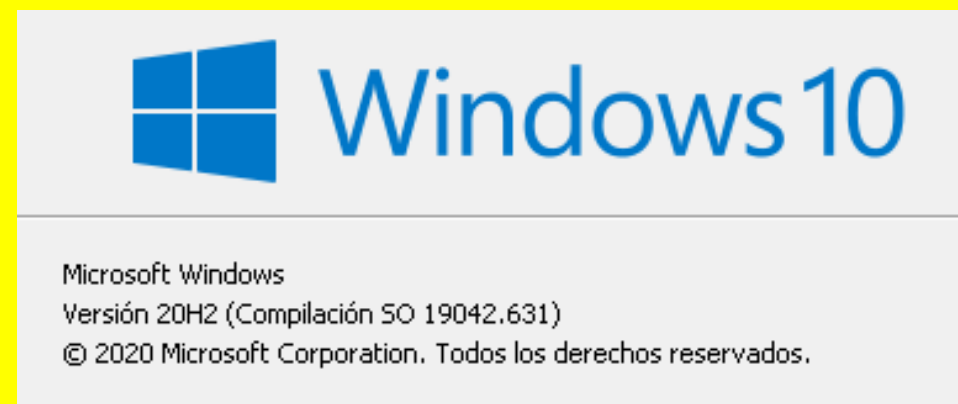 Windows 10
Microsoft Windows
Versión 20H2 (Compilación SO 19042.631)
© 2020 Microsoft Corporation. Todos los derechos reservados.